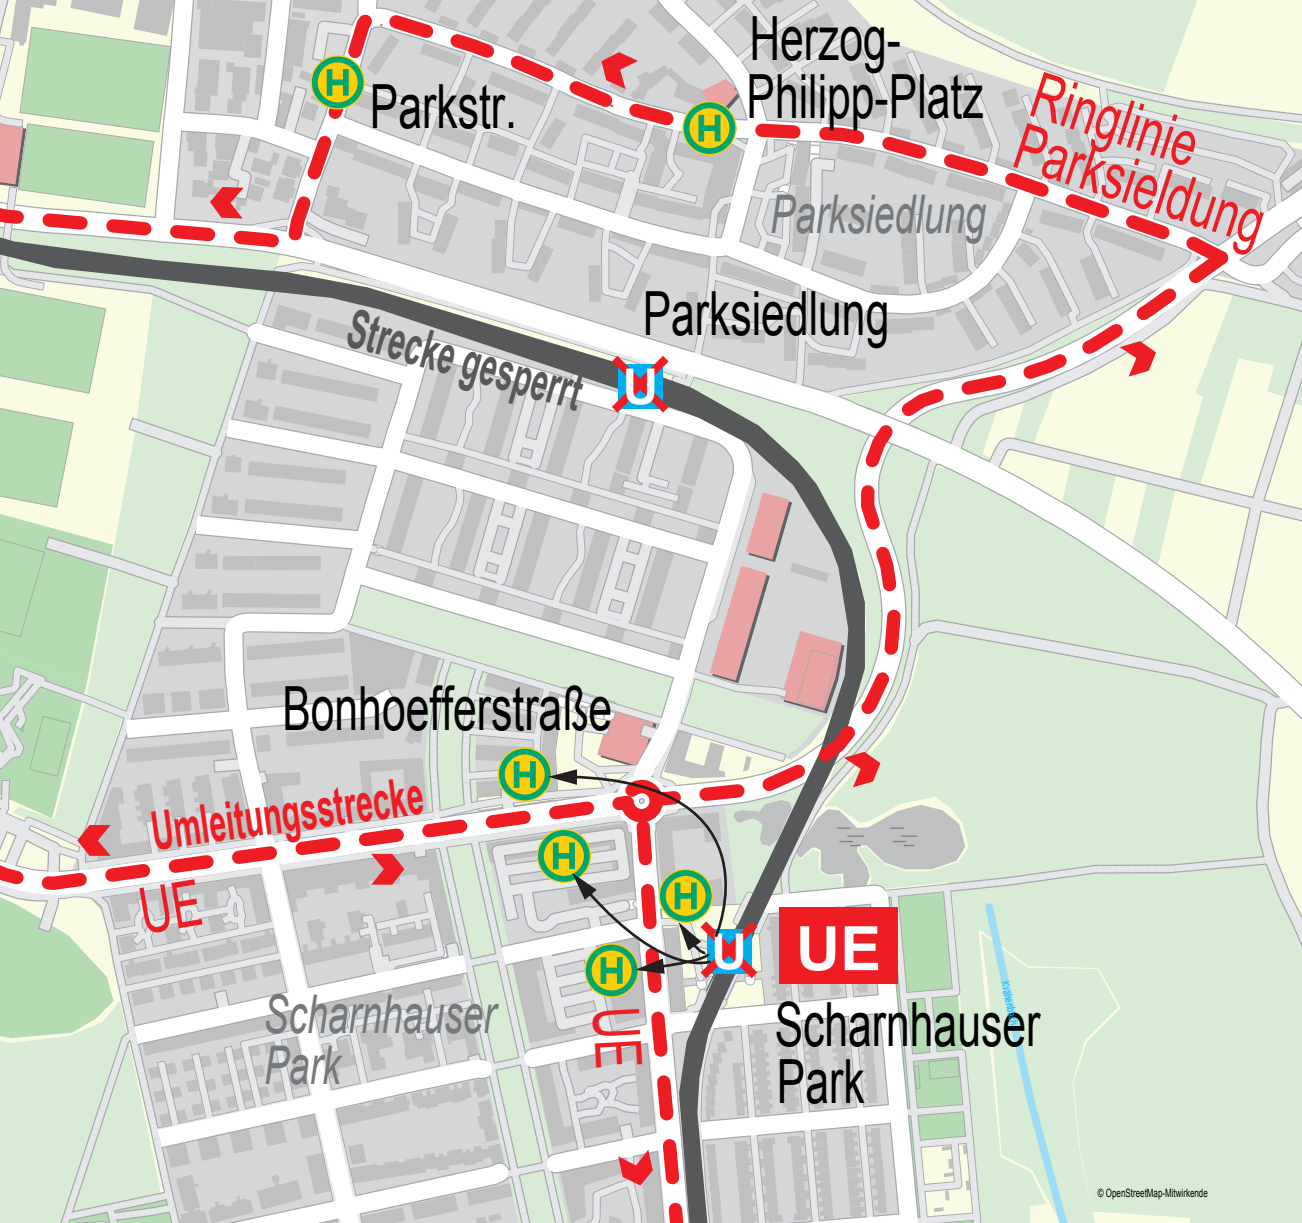 Herzog-
Philipp-Platz
H
Parkstr.
H
Ringlinie
Parksieldung
Parksiedlung
Parksiedlung
Strecke gesperrt
U
Bonhoefferstraße
H
Umleitungsstrecke
UE
H
H
H
U
UE
Scharnhauser
Park
Scharnhauser
Park
UE
© OpenStreetMap-Mitwirkende